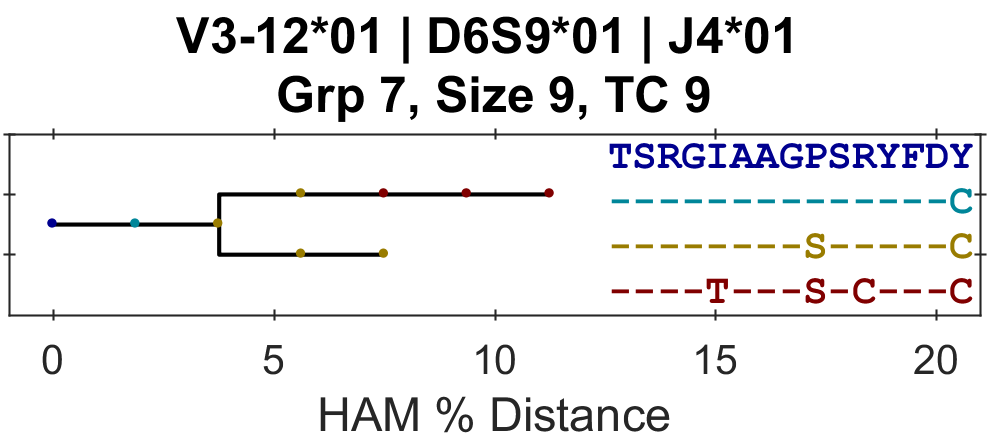 V3-12*01 | D6S9*01 | J4*01
Grp 7, Size 9, TC 9
TSRGIAAGPSRYFDY
--------------C
--------S-----C
----T---S-C---C
0 5 10 15 20
HAM % Distance